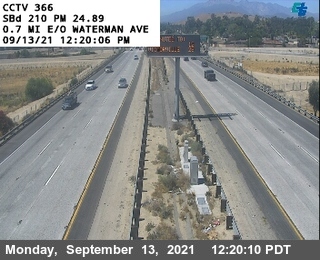 CCTV 366
SBd 210 PM 24.89
0.7 MI E/O WATERMAN AVE
09/13/21 12:20:06 PM
Monday, September 13, 2021 12:20:10 PDT